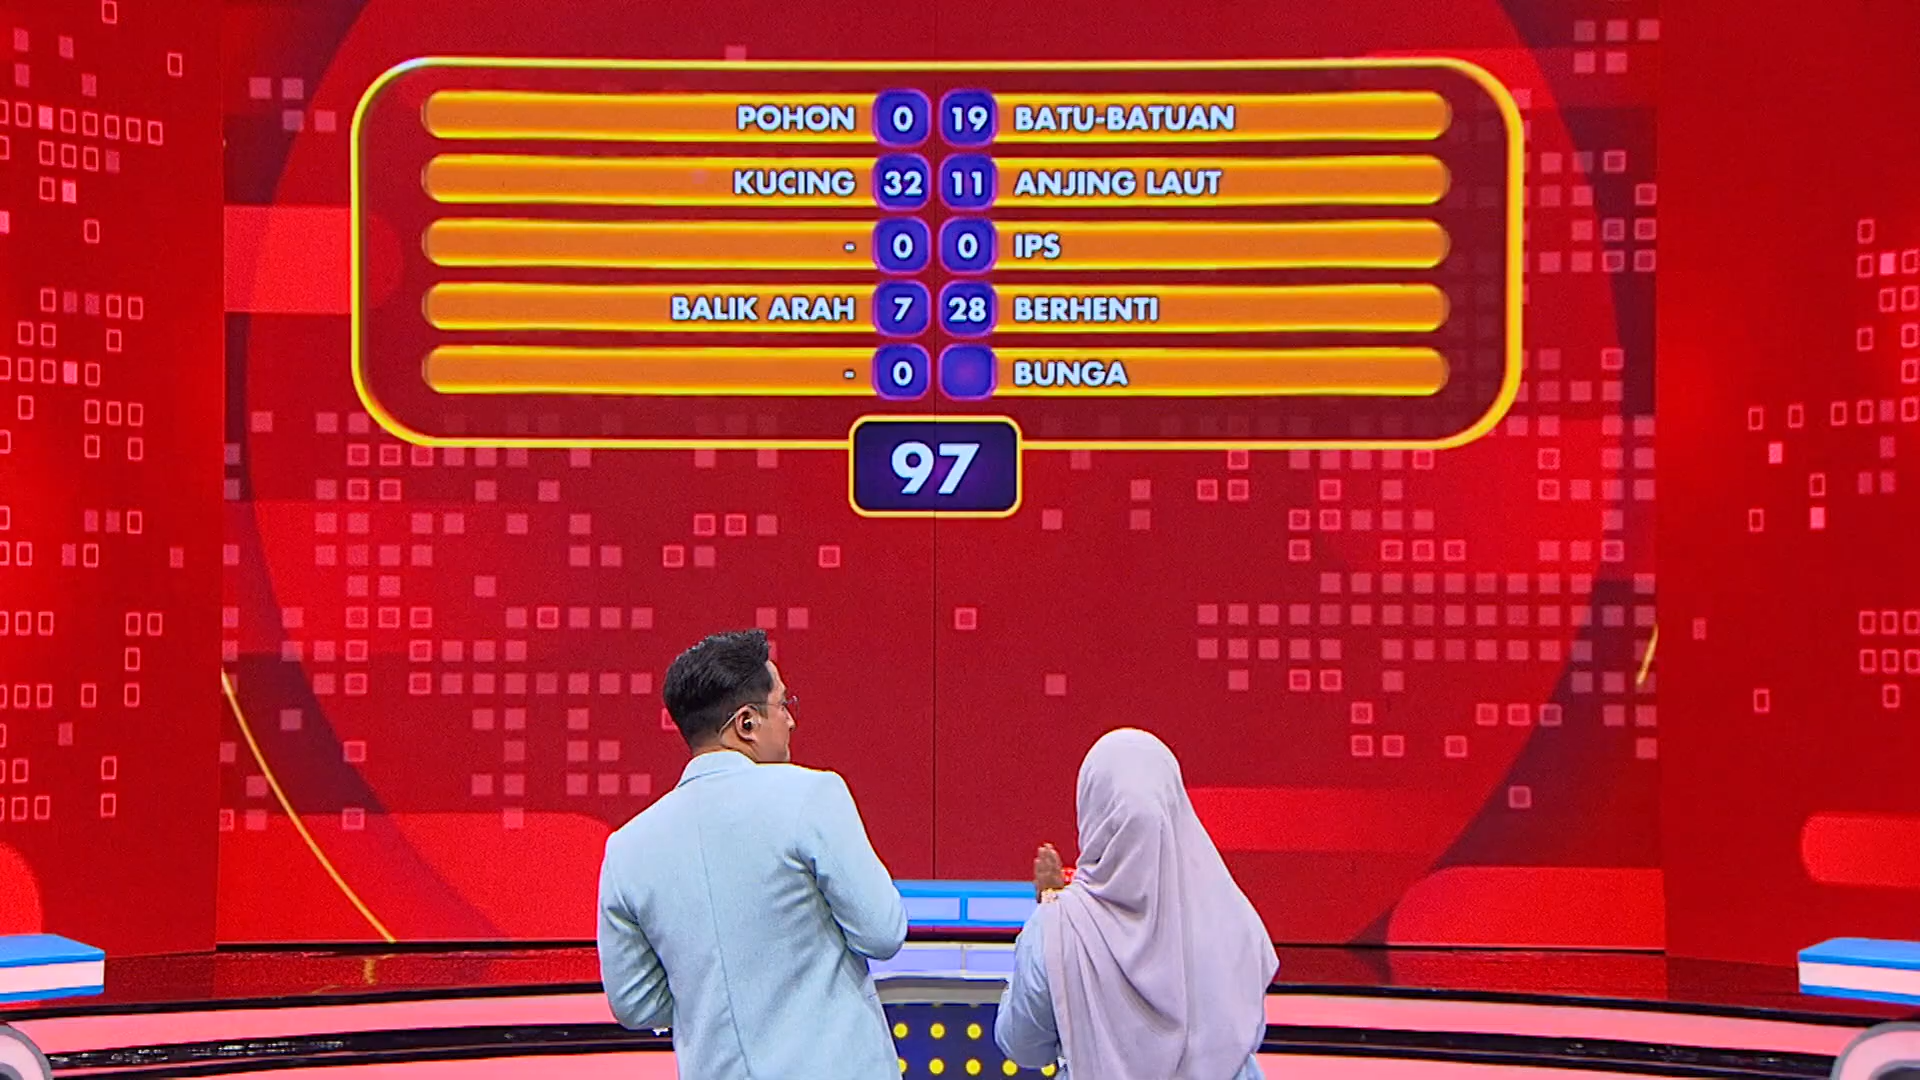 POHON 0 19 BATU-BATUAN
KUCING 32 11 ANJING LAUT
- 0 0 IPS
BALIK ARAH 7 28 BERHENTI
- 0 BUNGA
97